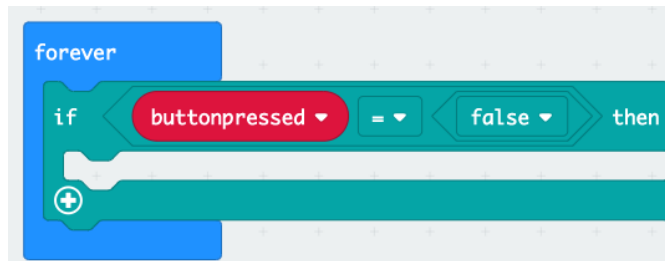 forever
if buttonpressed = false then